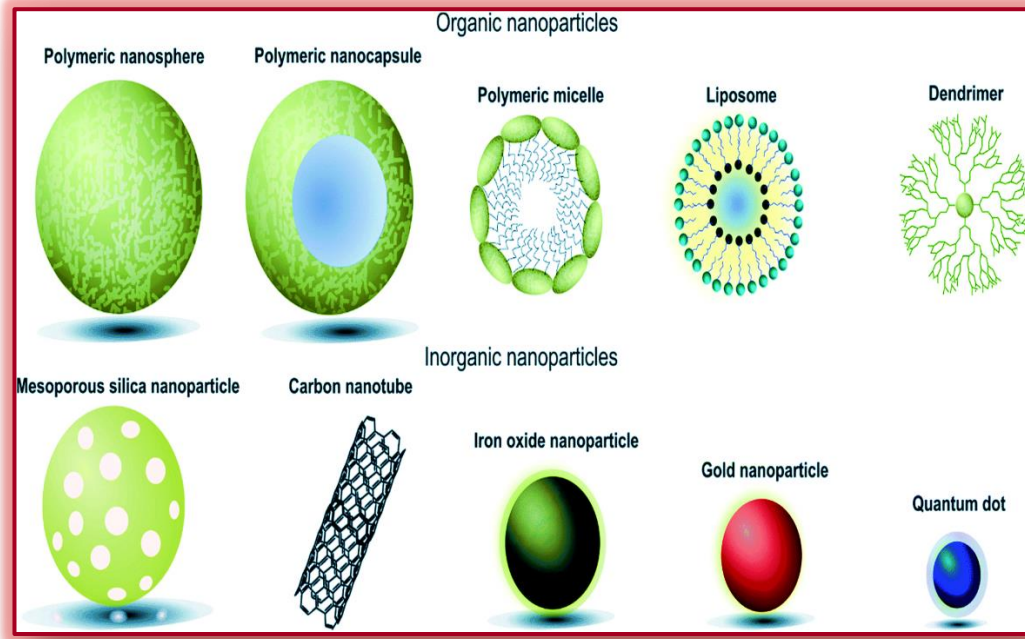 Organic nanoparticles
Polymeric nanosphere
Polymeric nanocapsule
Polymeric micelle
Liposome
Dendrimer
Inorganic nanoparticles
Mesoporous silica nanoparticle
Carbon nanotube
Iron oxide nanoparticle
Gold nanoparticle
Quantum dot